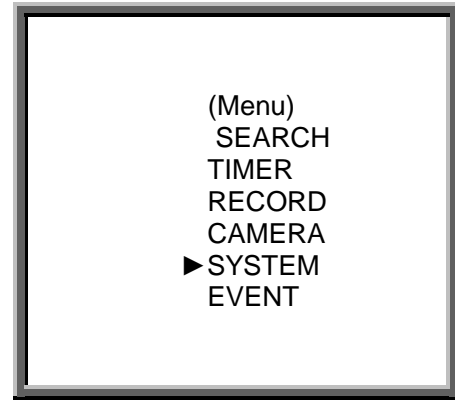 (Menu)
SEARCH
TIMER
RECORD
CAMERA
►SYSTEM
EVENT